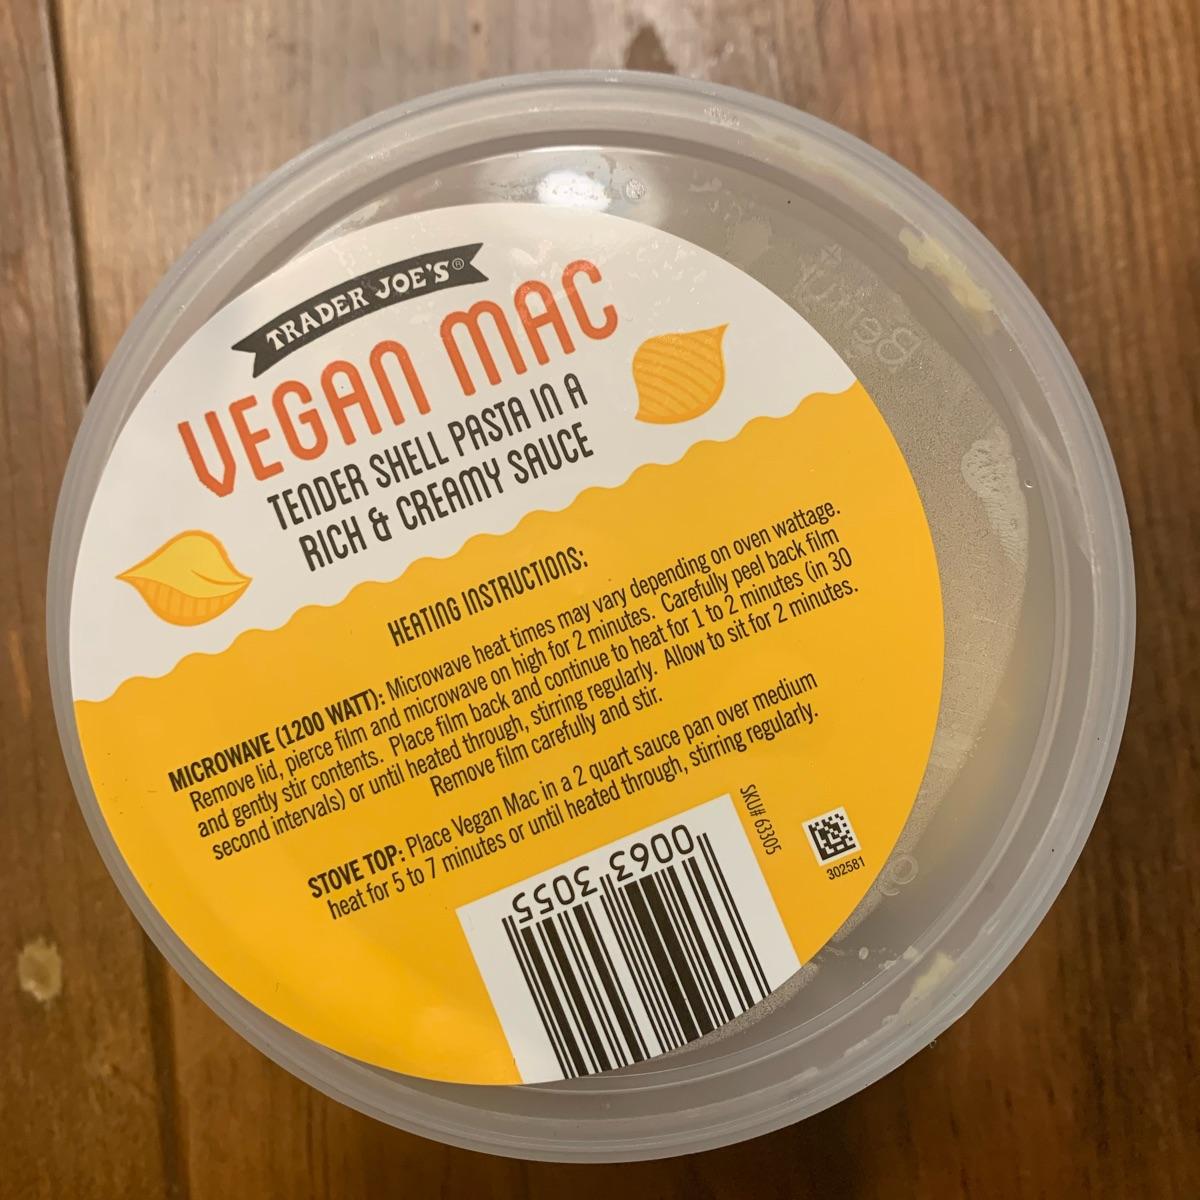 TRADER JOE'S®
VEGAN MAC
TENDER SHELL PASTA IN A
RICH & CREAMY SAUCE
HEATING INSTRUCTIONS:
MICROWAVE (1200 WATT): Microwave heat times may vary depending on oven wattage.
Remove lid, pierce film and microwave on high for 2 minutes. Carefully peel back film
and gently stir contents. Place film back and continue to heat for 1 to 2 minutes (in 30
second intervals) or until heated through, stirring regularly. Allow to sit for 2 minutes.
Remove film carefully and stir.
STOVE TOP: Place Vegan Mac in a 2 quart sauce pan over medium
heat for 5 to 7 minutes or until heated through, stirring regularly.
SKU# 63305
0063 3055
302581